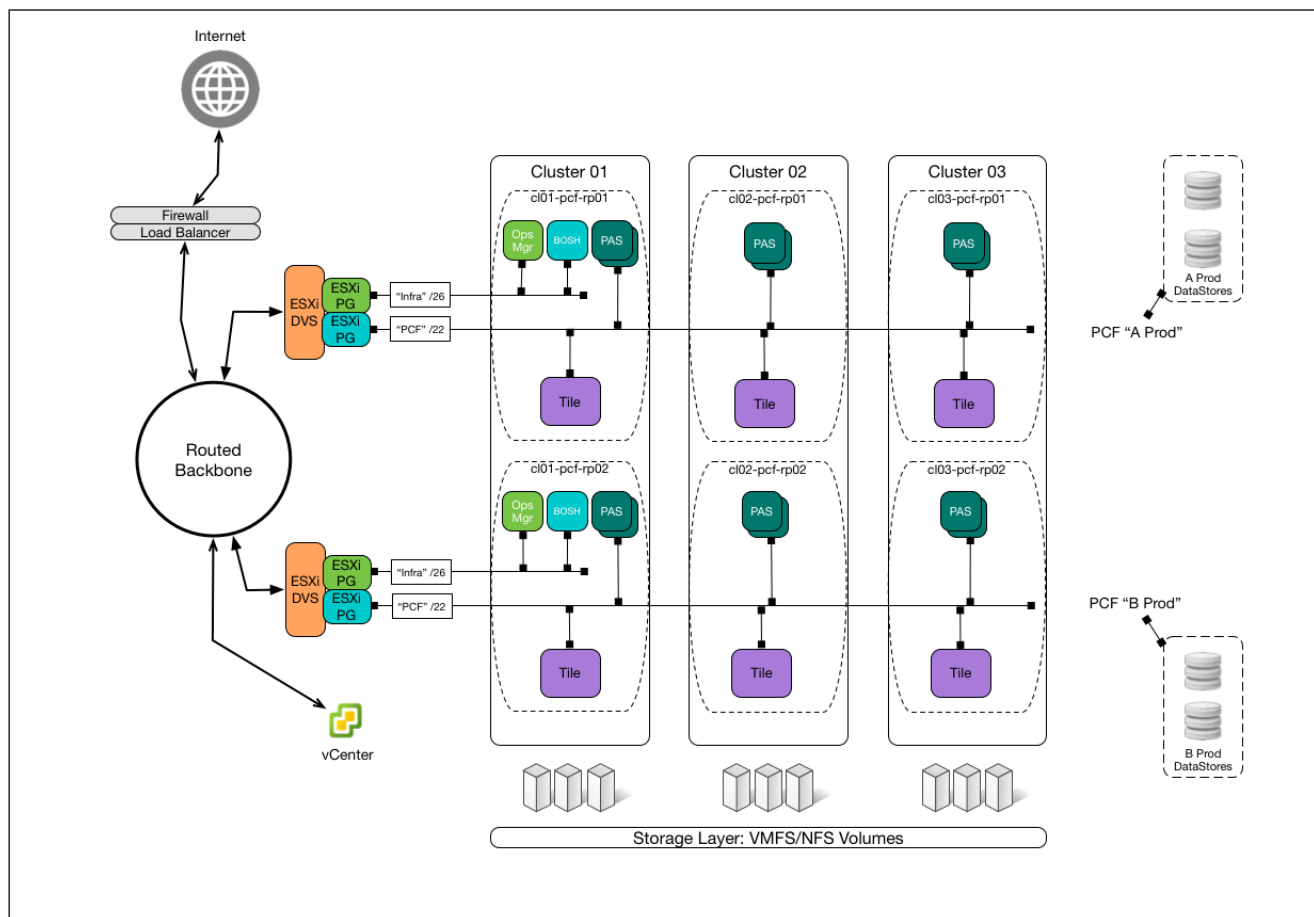 Internet
Firewall
Load Balancer
Cluster 01
Cluster 02
Cluster 03
cl01-pcf-rp01
cl02-pcf-rp01
cl03-pcf-rp01
Ops
Mgr
BOSH
PAS
PAS
PAS
ESXi
DVS
ESXi
PG
ESXi
PG
“Infra” /26
“PCF” /22
A Prod
DataStores
PCF “A Prod”
Tile
Tile
Tile
Routed
Backbone
cl01-pcf-rp02
cl02-pcf-rp02
cl03-pcf-rp02
Ops
Mgr
BOSH
PAS
PAS
PAS
ESXi
DVS
ESXi
PG
ESXi
PG
“Infra” /26
“PCF” /22
PCF “B Prod”
Tile
Tile
Tile
vCenter
B Prod
DataStores
Storage Layer: VMFS/NFS Volumes